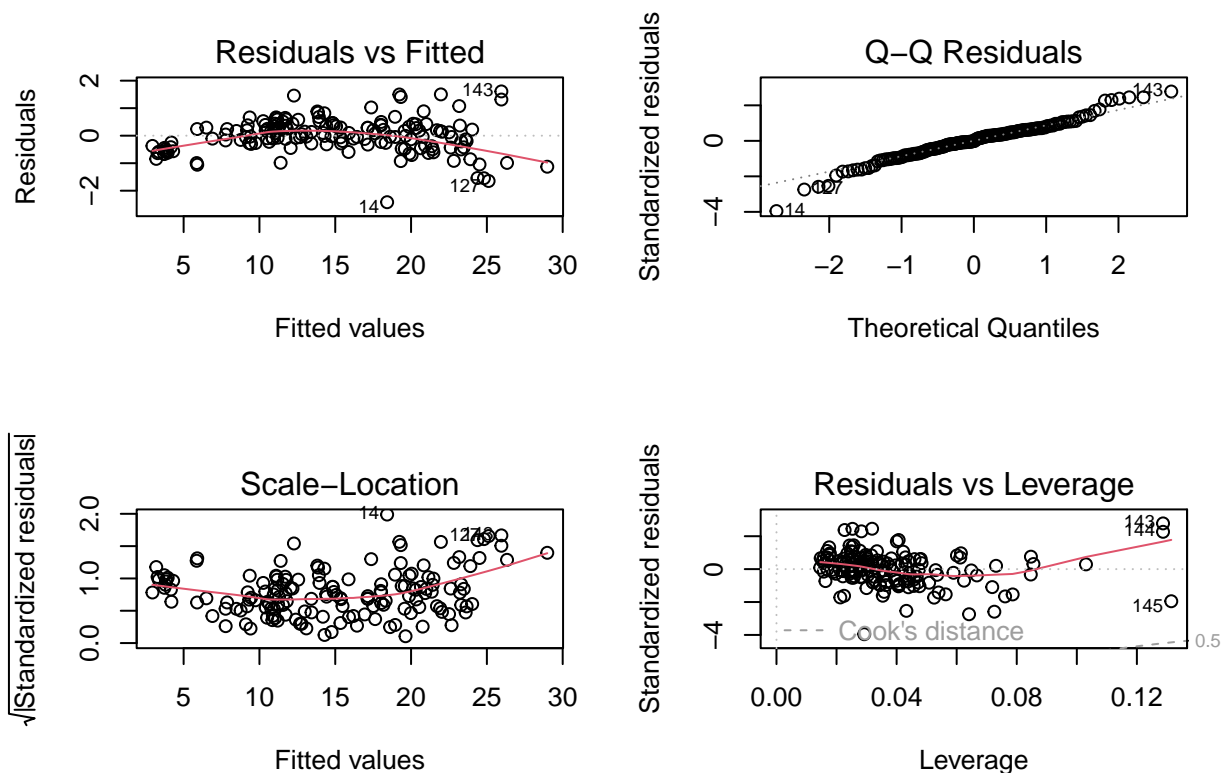 Residuals vs Fitted
Residuals
2
0
−2
143
127
14
5 10 15 20 25 30
Fitted values
Q−Q Residuals
Standardized residuals
0
−4
143
127
14
−2 −1 0 1 2
Theoretical Quantiles
Scale−Location
√|Standardized residuals|
2.0
1.0
0.0
14
127
143
5 10 15 20 25 30
Fitted values
Residuals vs Leverage
Standardized residuals
0
−4
143
144
145
Cook's distance
0.5
0.00 0.04 0.08 0.12
Leverage